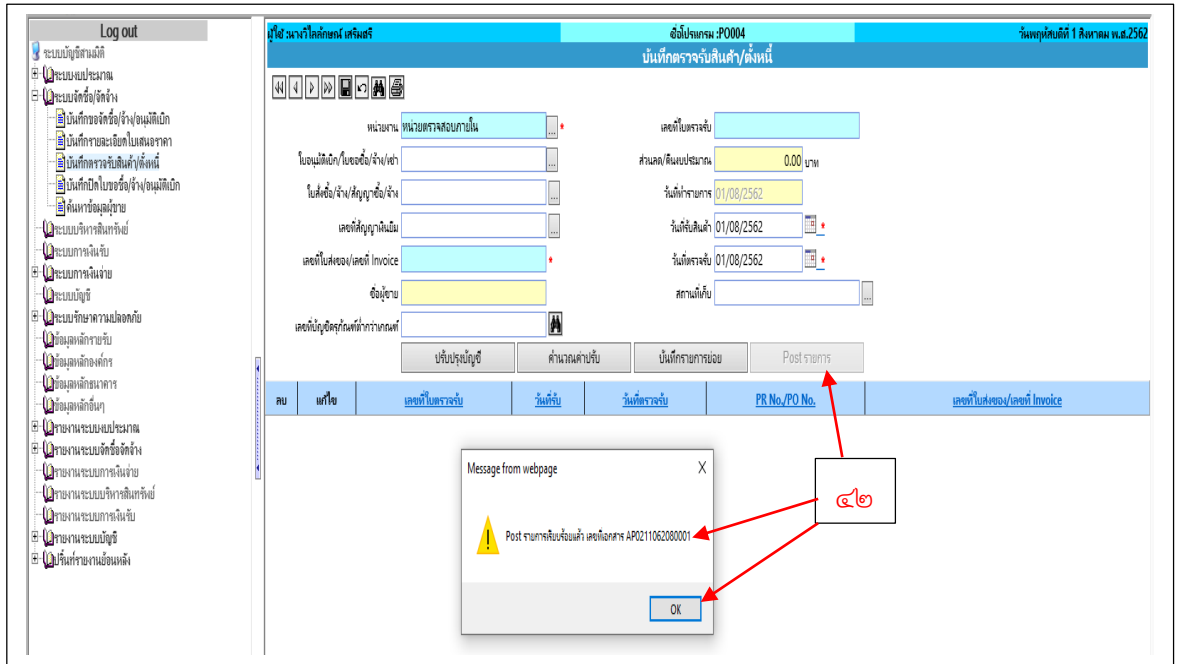 Log out
ระบบบัญชีสามมิติ
ระบบงบประมาณ
ระบบจัดซื้อ/จัดจ้าง
บันทึกขอจัดซื้อ/จ้าง/อนุมัติเบิก
บันทึกรายละเอียดใบเสนอราคา
บันทึกตรวจรับสินค้า/ตั้งหนี้
บันทึกปิดใบขอซื้อ/จ้าง/อนุมัติเบิก
ค้นหาข้อมูลผู้ขาย
ระบบบริหารสินทรัพย์
ระบบการเงินรับ
ระบบการเงินจ่าย
ระบบบัญชี
ระบบรักษาความปลอดภัย
ข้อมูลหลักรายรับ
ข้อมูลหลักองค์กร
ข้อมูลหลักธนาคาร
ข้อมูลหลักอื่นๆ
รายงานระบบงบประมาณ
รายงานระบบจัดซื้อจัดจ้าง
รายงานระบบการเงินจ่าย
รายงานระบบบริหารสินทรัพย์
รายงานระบบการเงินรับ
รายงานระบบบัญชี
ปริ้นท์รายงานย้อนหลัง
ผู้ใช้ :นางวิไลลักษณ์ เสริมศรี ชื่อโปรแกรม :PO004 วันพฤหัสบดีที่ 1 สิงหาคม พ.ศ.2562
บันทึกตรวจรับสินค้า/ตั้งหนี้
หน่วยงาน หน่วยตรวจสอบภายใน ... * เลขที่ใบตรวจรับ
ใบอนุมัติเบิก/ใบขอซื้อ/จ้าง/เช่า ... ส่วนลด/คืนงบประมาณ 0.00 บาท
ใบสั่งซื้อ/จ้าง/สัญญาซื้อ/จ้าง ... วันที่ทำรายการ 01/08/2562
เลขที่สัญญาเงินยืม ... วันที่รับสินค้า 01/08/2562 *
เลขที่ใบส่งของ/เลขที่ Invoice * วันที่ตรวจรับ 01/08/2562 *
ชื่อผู้ขาย สถานที่เก็บ ...
เลขที่บัญชีครุภัณฑ์ต่ำกว่าเกณฑ์
ปรับปรุงบัญชี คำนวณค่าปรับ บันทึกรายการย่อย Post รายการ
ลบ แก้ไข เลขที่ใบตรวจรับ วันที่รับ วันที่ตรวจรับ PR No./PO No. เลขที่ใบส่งของ/เลขที่ Invoice
Message from webpage X
Post รายการเรียบร้อยแล้ว เลขที่เอกสาร AP0211062080001
OK
๔๒